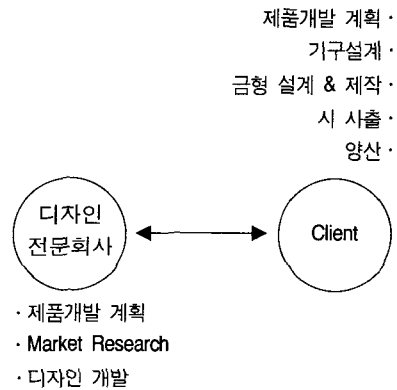 제품개발 계획 ·
기구설계 ·
금형 설계 & 제작 ·
시 사출 ·
양산 ·
디자인
전문회사
Client
· 제품개발 계획
· Market Research
· 디자인 개발